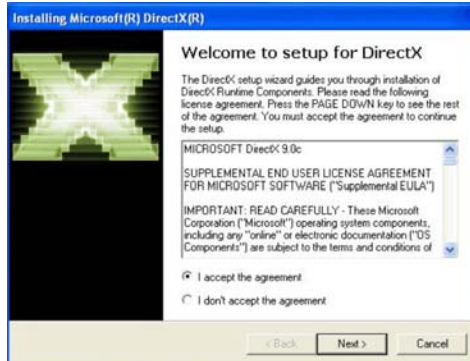 Installing Microsoft(R) DirectX(R)
Welcome to setup for DirectX
The DirectX setup wizard guides you through installation of
DirectX Runtime Components. Please read the following
license agreement. Press the PAGE DOWN key to see the rest
of the agreement. You must accept the agreement to continue
the setup.
MICROSOFT DirectX 9.0c
SUPPLEMENTAL END USER LICENSE AGREEMENT
FOR MICROSOFT SOFTWARE ("Supplemental EULA")
IMPORTANT: READ CAREFULLY - These Microsoft
Corporation ("Microsoft") operating system components,
including any "online" or electronic documentation ("OS
Components") are subject to the terms and conditions of
I accept the agreement
I don't accept the agreement
< Back
Next >
Cancel